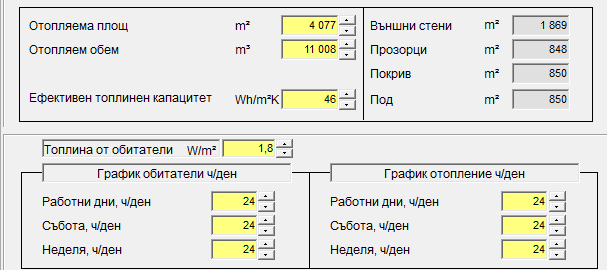 Отопляема площ m² 4 077 Външни стени m² 1 869
Отопляем обем m³ 11 008 Прозорци m² 848
Покрив m² 850
Ефективен топлинен капацитет Wh/m²K 46 Под m² 850
Топлина от обитатели W/m² 1,8
График обитатели ч/ден График отопление ч/ден
Работни дни, ч/ден 24 Работни дни, ч/ден 24
Събота, ч/ден 24 Събота, ч/ден 24
Неделя, ч/ден 24 Неделя, ч/ден 24